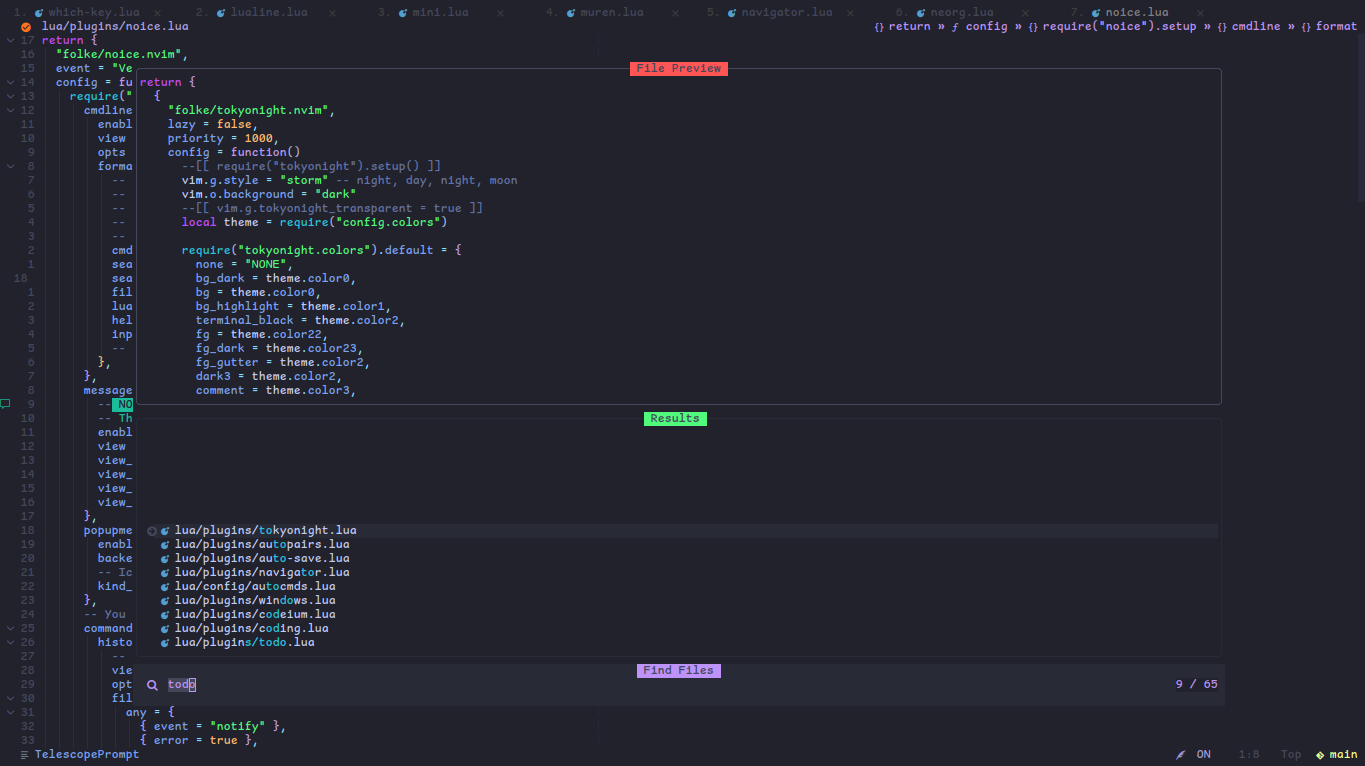 1. which-key.lua × 2. lualine.lua × 3. mini.lua × 4. muren.lua × 5. navigator.lua × 6. neorg.lua × 7. noice.lua ×
lua/plugins/noice.lua {} return » ƒ config » {} require("noice").setup » {} cmdline » {} format
17 return {
16 "folke/noice.nvim",
15 event = "Ve
File Preview
14 config = fu return {
13 require(" {
12 cmdline "folke/tokyonight.nvim",
11 enabl lazy = false,
10 view priority = 1000,
9 opts config = function()
8 forma --[[ require("tokyonight").setup() ]]
7 -- vim.g.style = "storm" -- night, day, night, moon
6 -- vim.o.background = "dark"
5 -- --[[ vim.g.tokyonight_transparent = true ]]
4 -- local theme = require("config.colors")
3 --
2 cmd require("tokyonight.colors").default = {
1 sea none = "NONE",
18 sea bg_dark = theme.color0,
1 fil bg = theme.color0,
2 lua bg_highlight = theme.color1,
3 hel terminal_black = theme.color2,
4 inp fg = theme.color22,
5 -- fg_dark = theme.color23,
6 }, fg_gutter = theme.color2,
7 }, dark3 = theme.color2,
8 message comment = theme.color3,
9 -- NO
10 -- Th Results
11 enabl
12 view
13 view_
14 view_
15 view_
16 view_
17 },
18 popupme lua/plugins/tokyonight.lua
19 enabl lua/plugins/autopairs.lua
20 backe lua/plugins/auto-save.lua
21 -- Ic lua/plugins/navigator.lua
22 kind_ lua/config/autocmds.lua
23 }, lua/plugins/windows.lua
24 -- You lua/plugins/codeium.lua
25 command lua/plugins/coding.lua
26 histo lua/plugins/todo.lua
27 --
28 vie Find Files
29 opt todo 9 / 65
30 fil
31 any = {
32 { event = "notify" },
33 { error = true },
TelescopePrompt ON 1:8 Top main